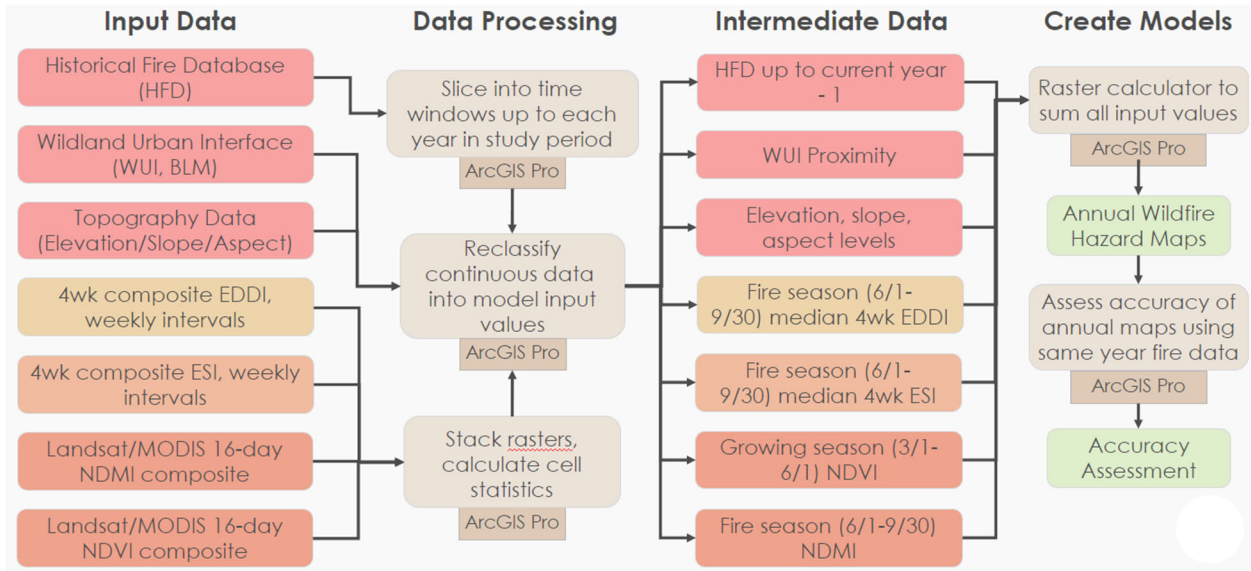 Input Data
Historical Fire Database
(HFD)
Wildland Urban Interface
(WUI, BLM)
Topography Data
(Elevation/Slope/Aspect)
4wk composite EDDI,
weekly intervals
4wk composite ESI, weekly
intervals
Landsat/MODIS 16-day
NDMI composite
Landsat/MODIS 16-day
NDVI composite
Data Processing
Slice into time
windows up to each
year in study period
ArcGIS Pro
Reclassify
continuous data
into model input
values
ArcGIS Pro
Stack rasters,
calculate cell
statistics
ArcGIS Pro
Intermediate Data
HFD up to current year
- 1
WUI Proximity
Elevation, slope,
aspect levels
Fire season (6/1-
9/30) median 4wk EDDI
Fire season (6/1-
9/30) median 4wk ESI
Growing season (3/1-
6/1) NDVI
Fire season (6/1-9/30)
NDMI
Create Models
Raster calculator to
sum all input values
ArcGIS Pro
Annual Wildfire
Hazard Maps
Assess accuracy of
annual maps using
same year fire data
ArcGIS Pro
Accuracy
Assessment